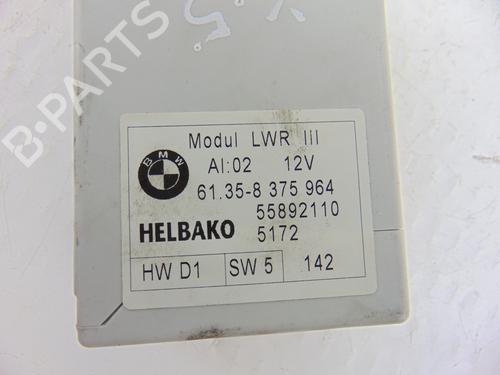 B-PARTS
Modul LWR III
BMW
AI:02 12V
61.35-8 375 964
55892110
HELBAKO 5172
HW D1 SW 5 142